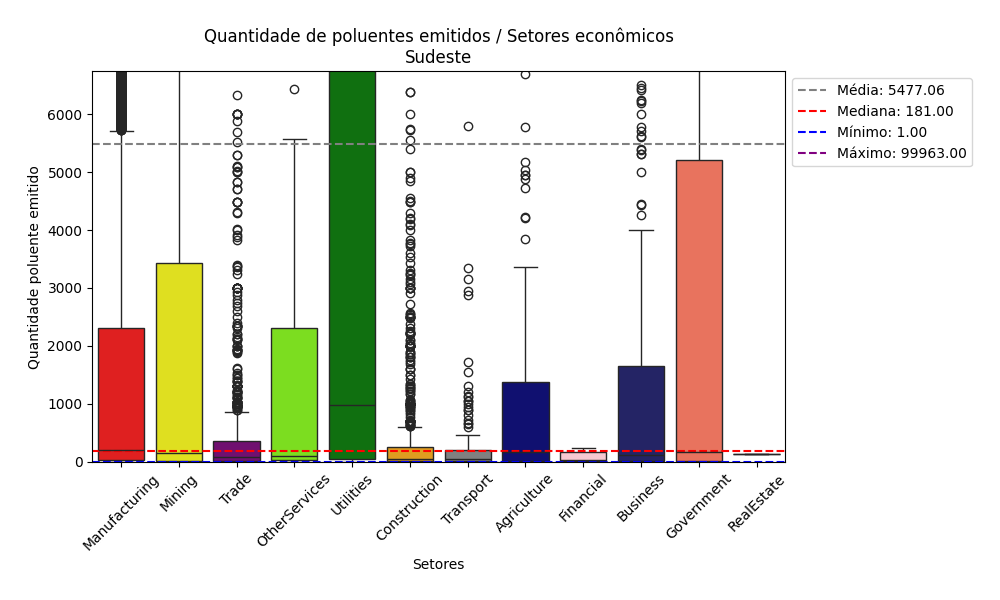 Quantidade de poluentes emitidos / Setores econômicos
Sudeste
Quantidade poluente emitido
6000
5000
4000
3000
2000
1000
0
Manufacturing
Mining
Trade
OtherServices
Utilities
Construction
Transport
Agriculture
Financial
Business
Government
RealEstate
Setores
Média: 5477.06
Mediana: 181.00
Mínimo: 1.00
Máximo: 99963.00